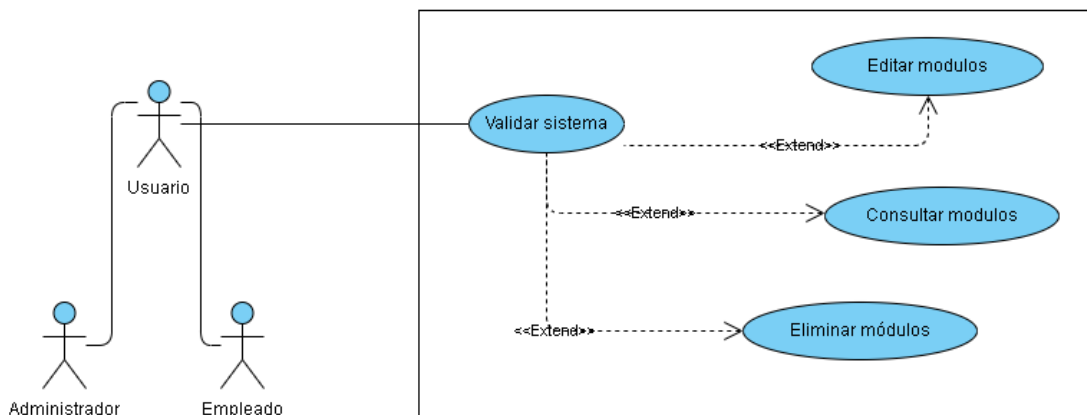 Editar modulos
Validar sistema
<<Extend>>
Usuario
<<Extend>>
Consultar modulos
<<Extend>>
Eliminar módulos
Administrador
Empleado